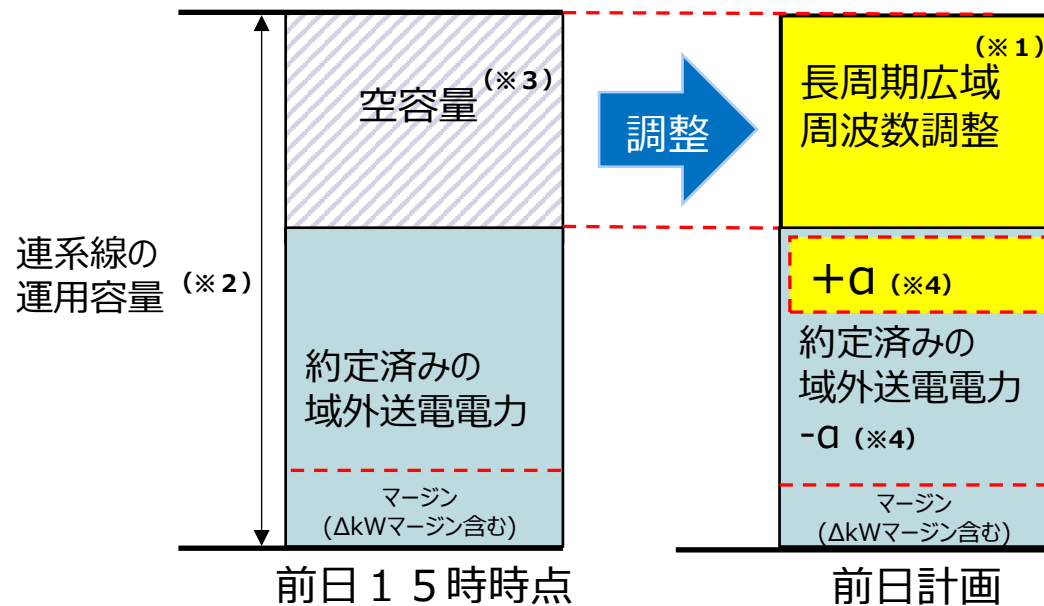 連系線の
運用容量
(※2)
空容量
(※3)
約定済みの
域外送電電力
マージン
(ΔkWマージン含む)
前日15時時点
調整
(※1)
長周期広域
周波数調整
+α (※4)
約定済みの
域外送電電力
-α (※4)
マージン
(ΔkWマージン含む)
前日計画